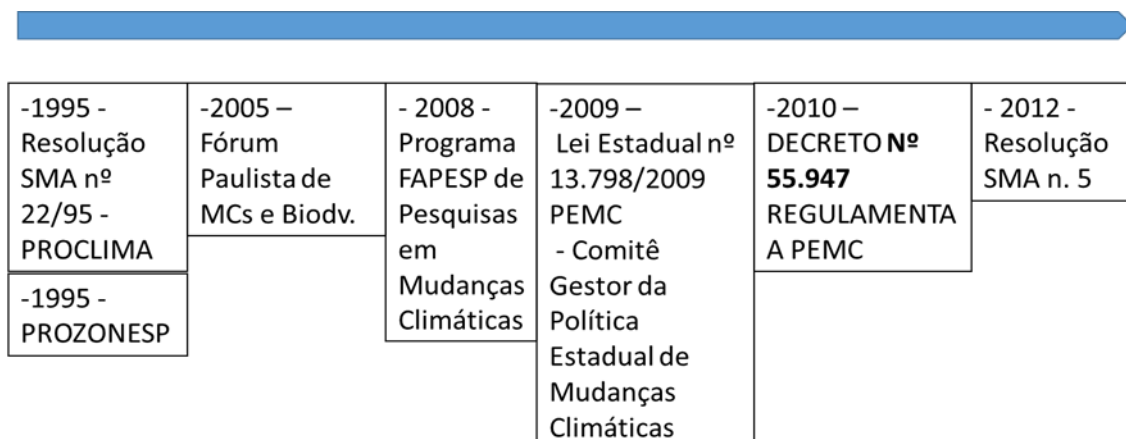 -1995 -
Resolução
SMA nº
22/95 -
PROCLIMA
-1995 -
PROZONESP
-2005 –
Fórum
Paulista de
MCs e Biodv.
- 2008 -
Programa
FAPESP de
Pesquisas
em
Mudanças
Climáticas
-2009 –
Lei Estadual nº
13.798/2009
PEMC
- Comitê
Gestor da
Política
Estadual de
Mudanças
Climáticas
-2010 –
DECRETO Nº
55.947
REGULAMENTA
A PEMC
- 2012 -
Resolução
SMA n. 5